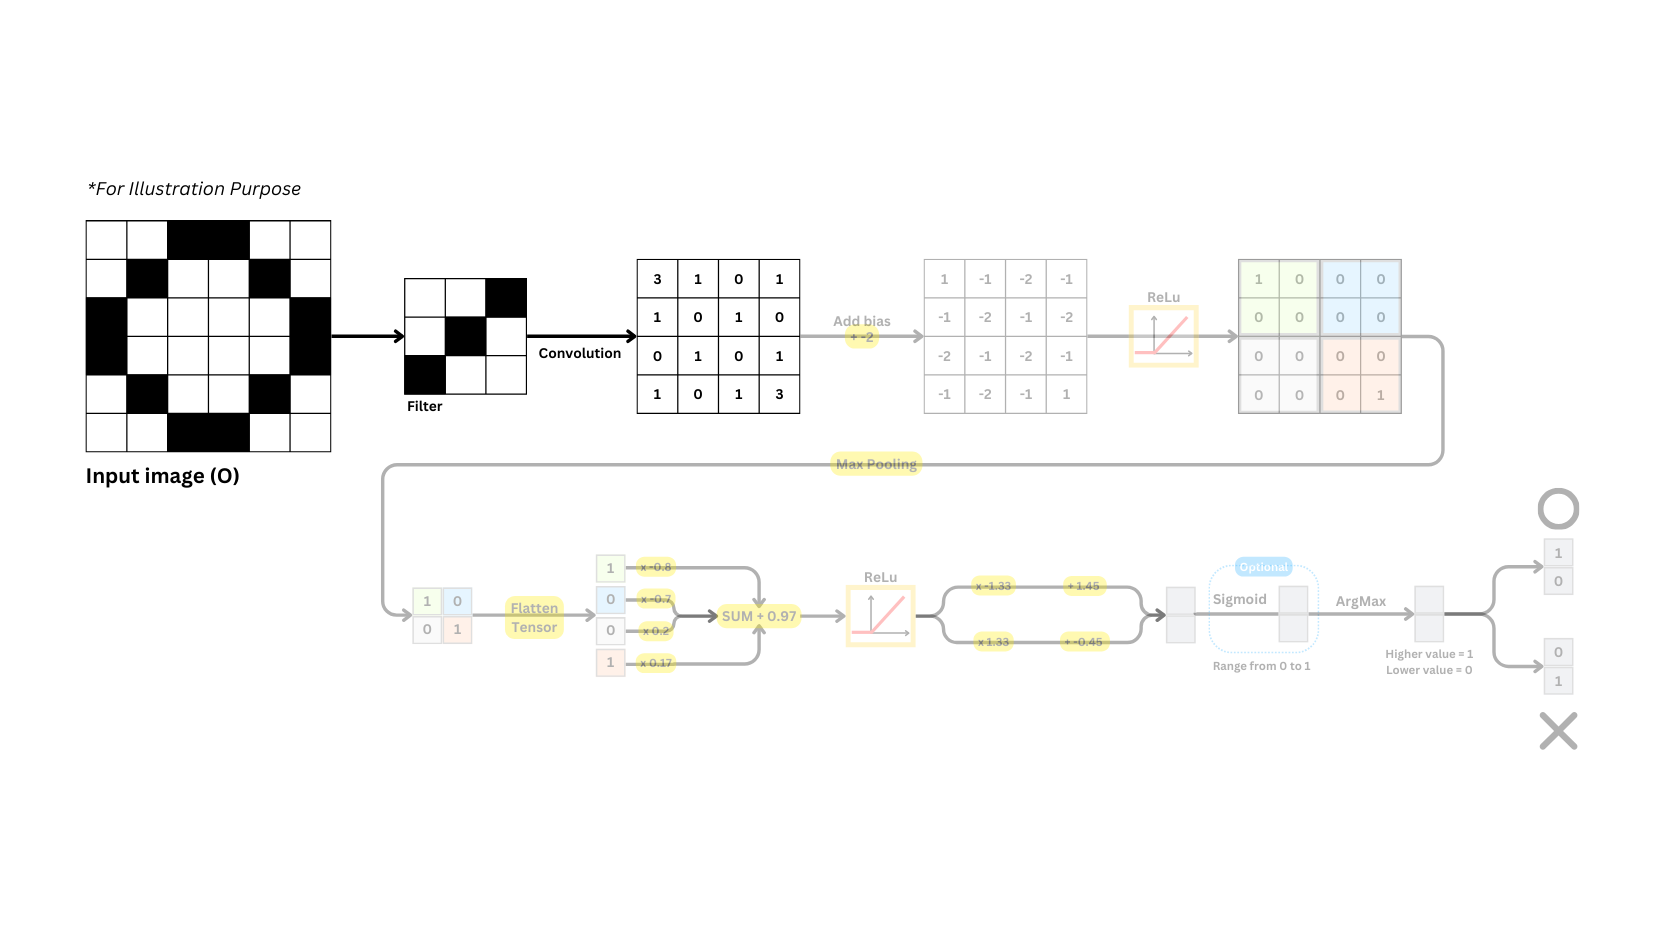 *For Illustration Purpose
Input image (O)
Filter
Convolution
3 1 0 1
1 0 1 0
0 1 0 1
1 0 1 3
Add bias
+ -2
1 -1 -2 -1
-1 -2 -1 -2
-2 -1 -2 -1
-1 -2 -1 1
ReLu
1 0 0 0
0 0 0 0
0 0 0 0
0 0 0 1
Max Pooling
1 0
0 1
Flatten
Tensor
1
0
0
1
x -0.8
x -0.7
x 0.2
x 0.17
SUM + 0.97
ReLu
x -1.33
+ 1.45
x 1.33
+ -0.45
Optional
Sigmoid
Range from 0 to 1
ArgMax
Higher value = 1
Lower value = 0
1
0
0
1